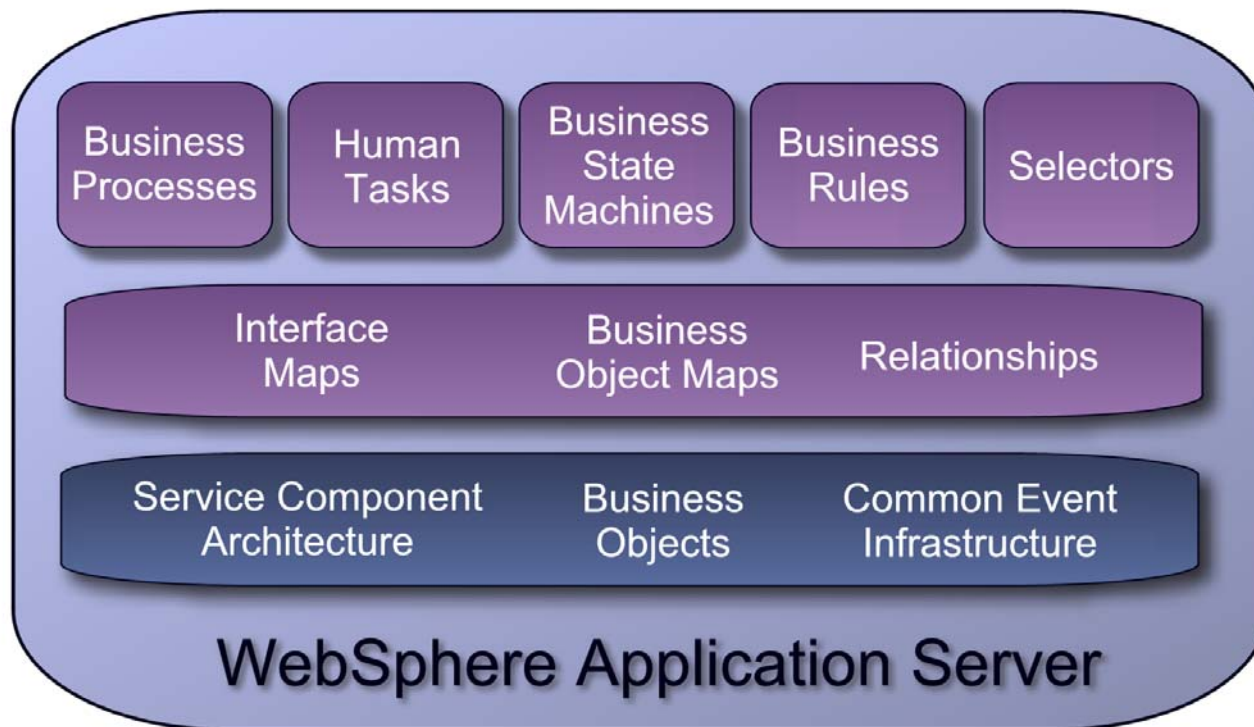 Business
Processes
Human
Tasks
Business
State
Machines
Business
Rules
Selectors
Interface
Maps
Business
Object Maps
Relationships
Service Component
Architecture
Business
Objects
Common Event
Infrastructure
WebSphere Application Server